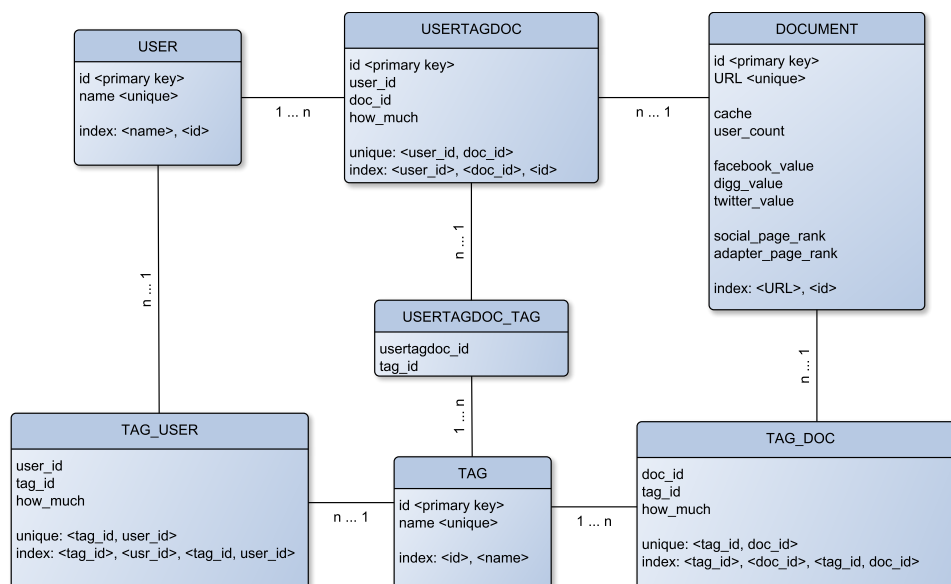 USER
id <primary key>
name <unique>
index: <name>, <id>
1 ... n
USERTAGDOC
id <primary key>
user_id
doc_id
how_much
unique: <user_id, doc_id>
index: <user_id>, <doc_id>, <id>
n ... 1
DOCUMENT
id <primary key>
URL <unique>
cache
user_count
facebook_value
digg_value
twitter_value
social_page_rank
adapter_page_rank
index: <URL>, <id>
n ... 1
n ... 1
n ... 1
USERTAGDOC_TAG
usertagdoc_id
tag_id
1 ... n
TAG_USER
user_id
tag_id
how_much
unique: <tag_id, user_id>
index: <tag_id>, <usr_id>, <tag_id, user_id>
n ... 1
TAG
id <primary key>
name <unique>
index: <id>, <name>
1 ... n
TAG_DOC
doc_id
tag_id
how_much
unique: <tag_id, doc_id>
index: <tag_id>, <doc_id>, <tag_id, doc_id>